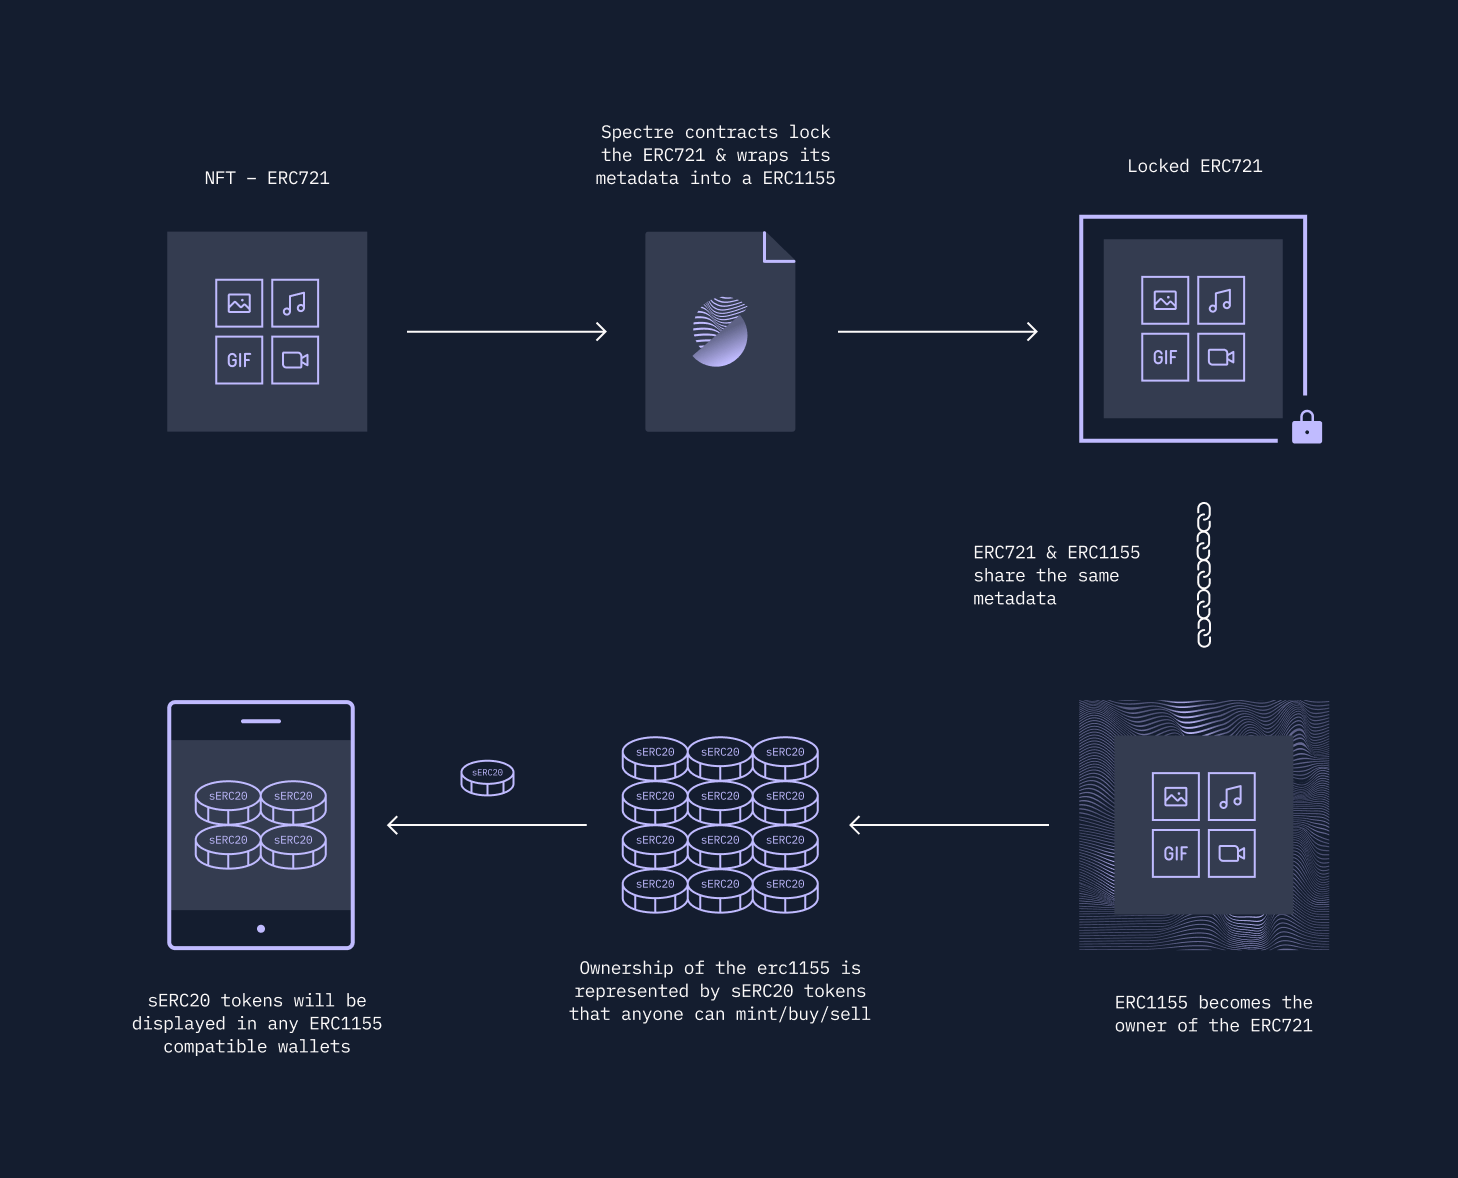 Spectre contracts lock
the ERC721 & wraps its
metadata into a ERC1155
NFT – ERC721
Locked ERC721
GIF
GIF
ERC721 & ERC1155
share the same
metadata
sERC20 sERC20 sERC20
sERC20
sERC20 sERC20
sERC20 sERC20 sERC20
sERC20 sERC20
sERC20 sERC20 sERC20
GIF
sERC20 sERC20 sERC20
Ownership of the erc1155 is
represented by sERC20 tokens
that anyone can mint/buy/sell
sERC20 tokens will be
displayed in any ERC1155
compatible wallets
ERC1155 becomes the
owner of the ERC721